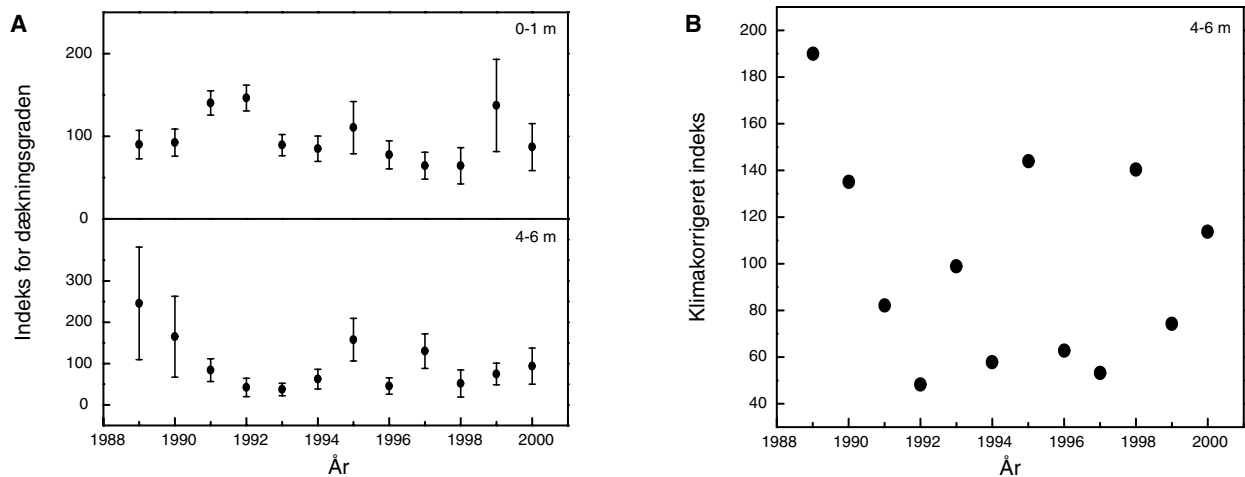 A
0-1 m
200
100
0
4-6 m
300
200
100
0
Indeks for dækningsgraden
1988 1990 1992 1994 1996 1998 2000
År
B
4-6 m
200
180
160
140
120
100
80
60
40
Klimakorrigeret indeks
1988 1990 1992 1994 1996 1998 2000
År